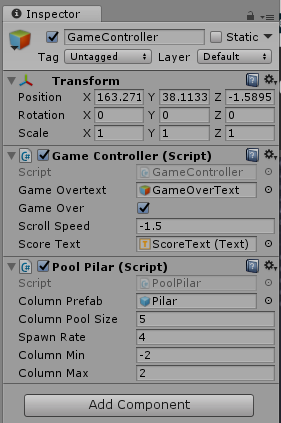 Inspector
GameController Static
Tag Untagged Layer Default
Transform
Position X 163.271 Y 38.1133 Z -1.5895
Rotation X 0 Y 0 Z 0
Scale X 1 Y 1 Z 1
Game Controller (Script)
Script GameController
Game Overtext GameOverText
Game Over
Scroll Speed -1.5
Score Text ScoreText (Text)
Pool Pilar (Script)
Script PoolPilar
Column Prefab Pilar
Column Pool Size 5
Spawn Rate 4
Column Min -2
Column Max 2
Add Component